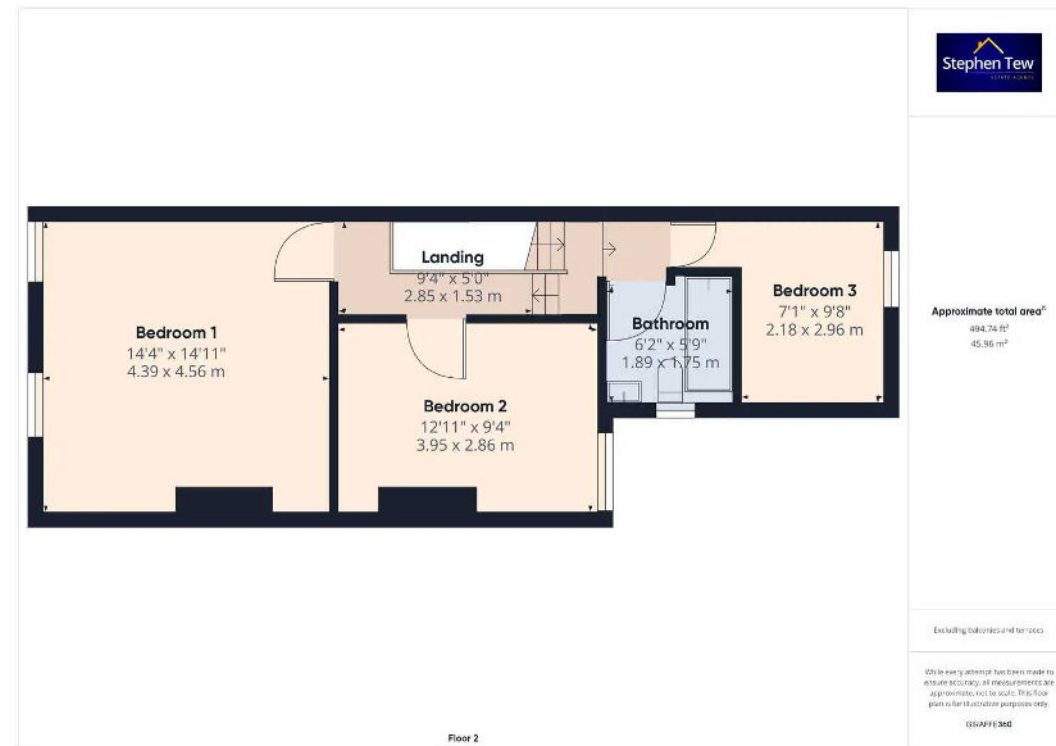 Stephen Tew
ESTATE AGENTS
Landing
9'4" x 5'0"
2.85 x 1.53 m
Bedroom 1
14'4" x 14'11"
4.39 x 4.56 m
Bedroom 2
12'11" x 9'4"
3.95 x 2.86 m
Bathroom
6'2" x 5'9"
1.89 x 1.75 m
Bedroom 3
7'1" x 9'8"
2.18 x 2.96 m
Approximate total area
494.74 ft²
45.96 m²
Excluding balconies and terraces
While every attempt has been made to
ensure accuracy, all measurements are
approximate, not to scale. This floor
plan is for illustrative purposes only.
GIRAFFE360
Floor 2